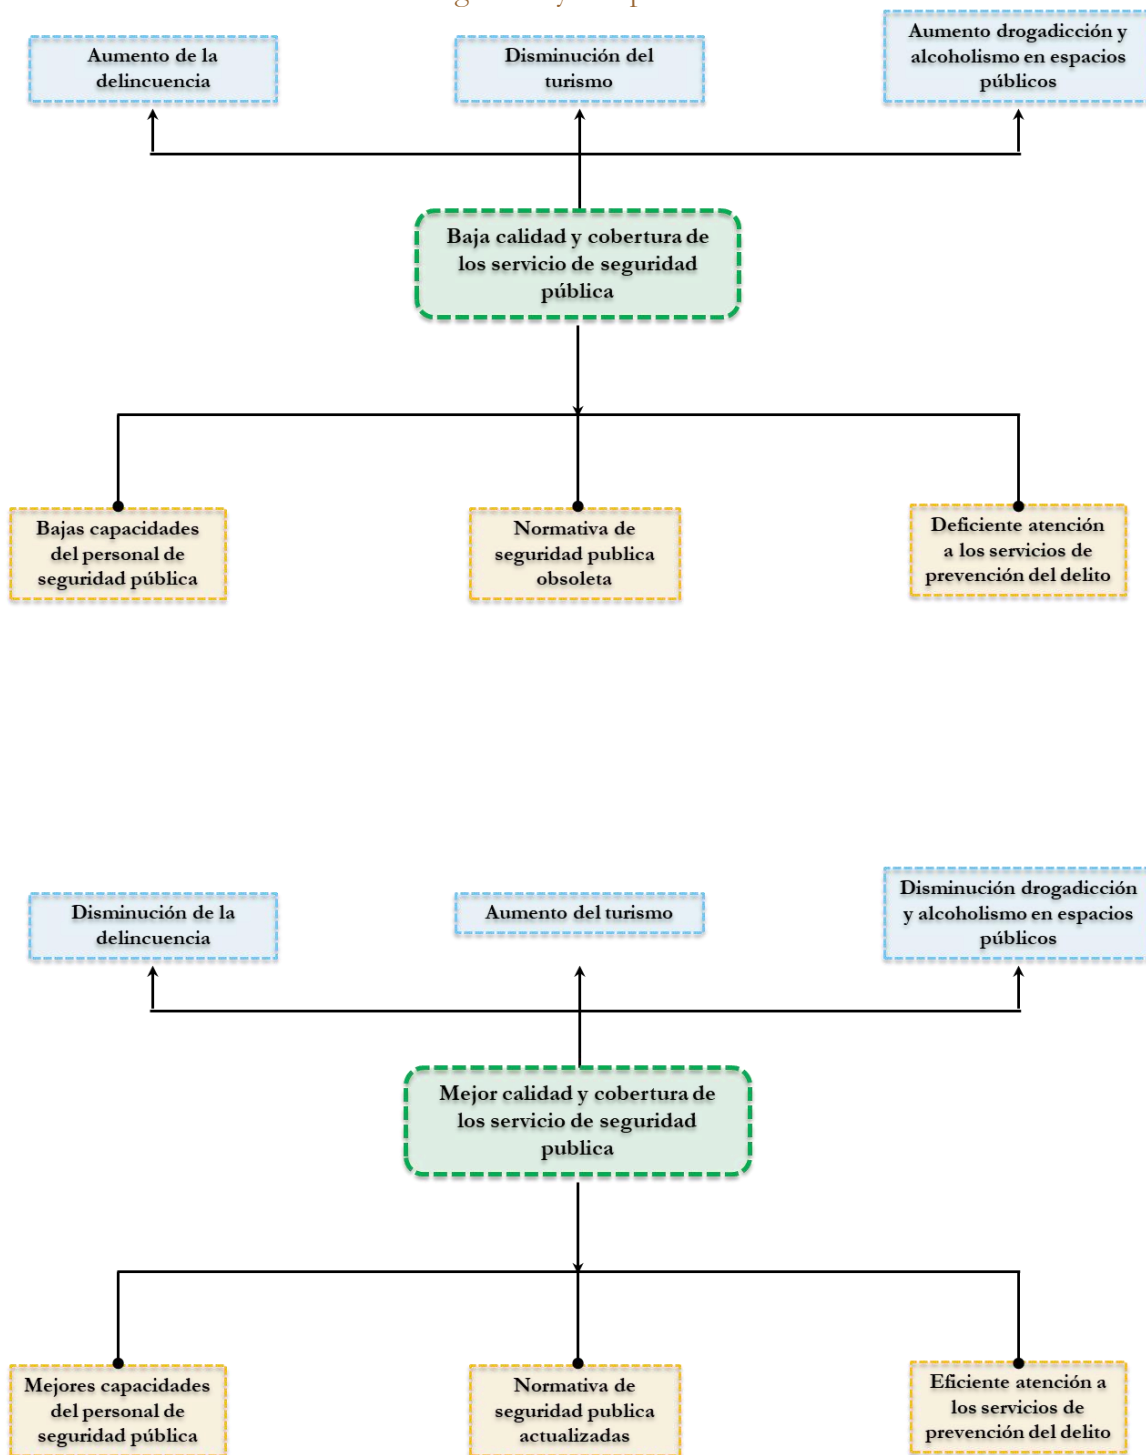 Aumento de la
delincuencia
Disminución del
turismo
Aumento drogadicción y
alcoholismo en espacios
públicos
Baja calidad y cobertura de
los servicio de seguridad
pública
Bajas capacidades
del personal de
seguridad pública
Normativa de
seguridad publica
obsoleta
Deficiente atención
a los servicios de
prevención del delito
Disminución de la
delincuencia
Aumento del turismo
Disminución drogadicción
y alcoholismo en espacios
públicos
Mejor calidad y cobertura de
los servicio de seguridad
publica
Mejores capacidades
del personal de
seguridad pública
Normativa de
seguridad publica
actualizadas
Eficiente atención a
los servicios de
prevención del delito